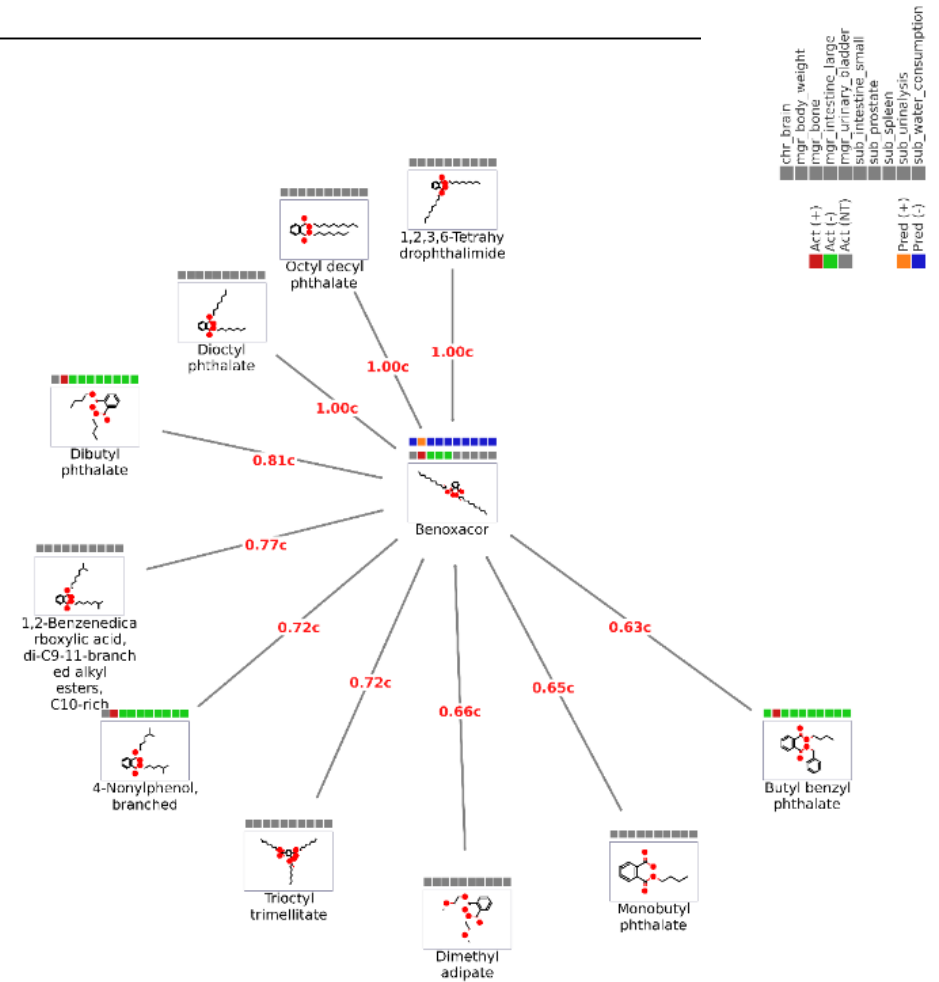 chr_brain
mgr_body_weight
mgr_bone
mgr_intestine_large
mgr_urinary_bladder
sub_intestine_small
sub_prostate
sub_spleen
sub_urinalysis
sub_water_consumption
Act (+)
Act (-)
Act (NT)
Pred (+)
Pred (-)
1,2,3,6-Tetrahy
drophthalimide
Octyl decyl
phthalate
Dioctyl
phthalate
1.00c
1.00c
1.00c
Dibutyl
phthalate
0.81c
Benoxacor
0.77c
1,2-Benzenedica
rboxylic acid,
di-C9-11-branch
ed alkyl
esters,
C10-rich
0.72c
0.63c
0.72c
0.65c
0.66c
4-Nonylphenol,
branched
Butyl benzyl
phthalate
Trioctyl
trimellitate
Monobutyl
phthalate
Dimethyl
adipate